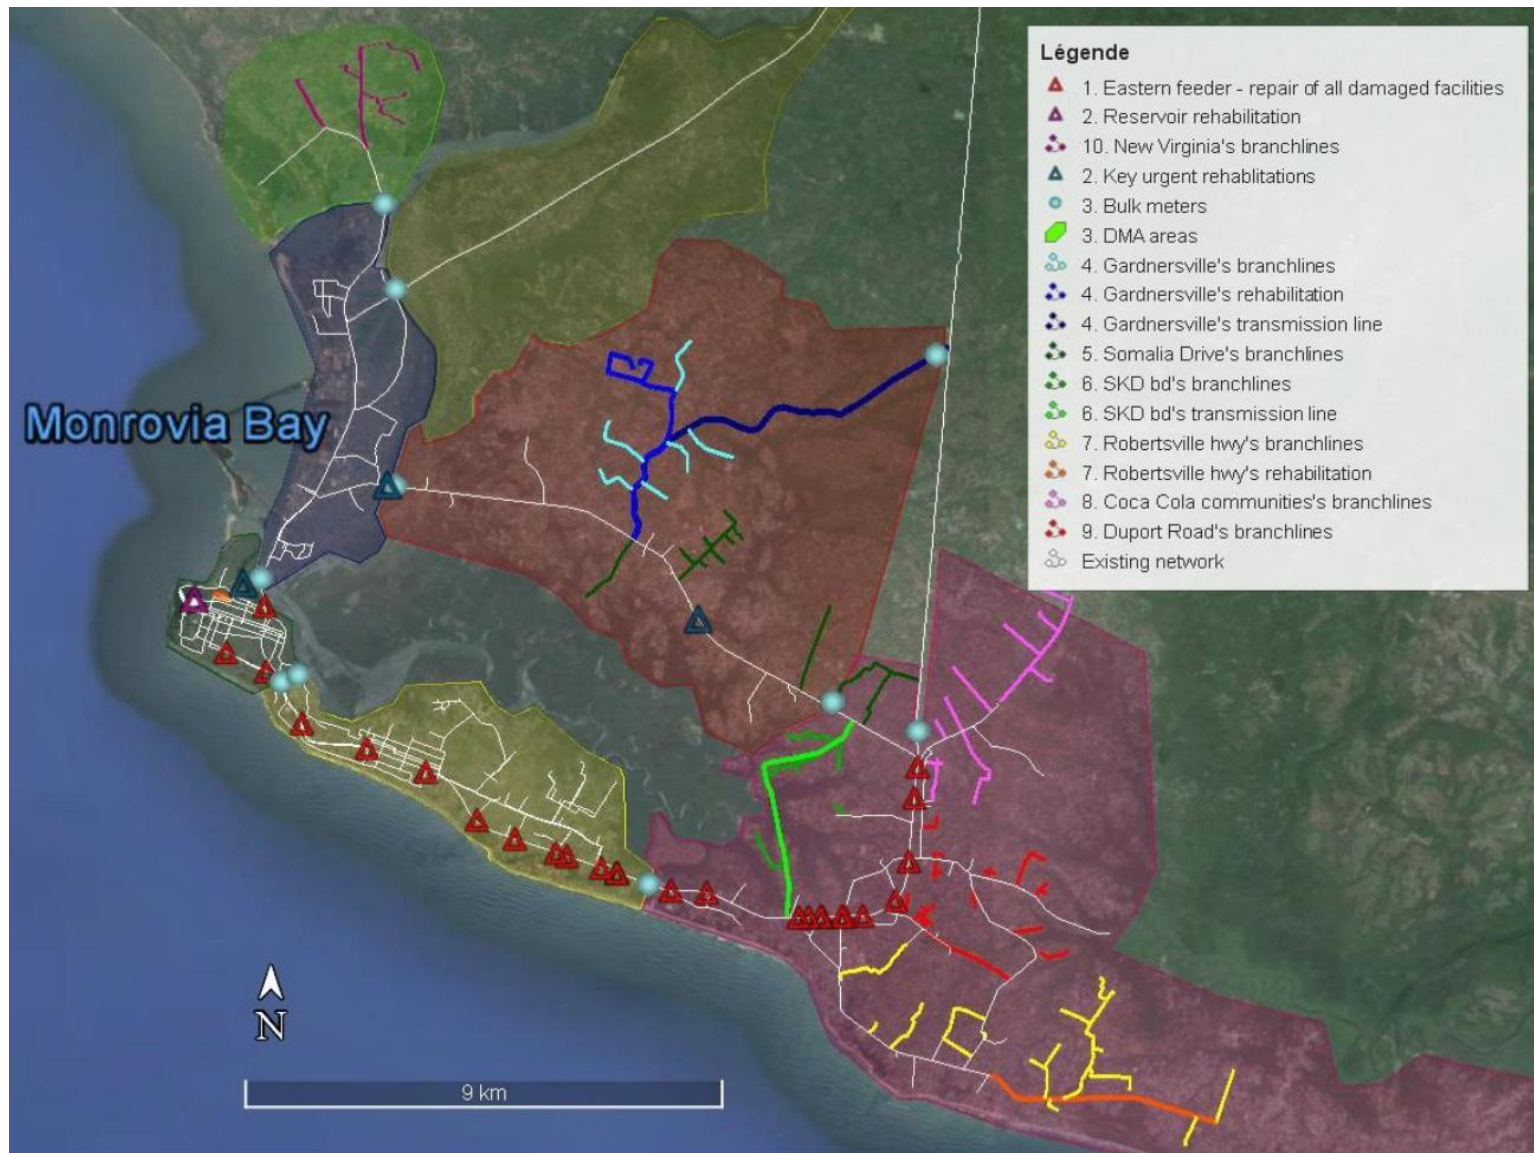 Légende
1. Eastern feeder - repair of all damaged facilities
2. Reservoir rehabilitation
10. New Virginia's branchlines
2. Key urgent rehablitations
3. Bulk meters
3. DMA areas
4. Gardnersville's branchlines
4. Gardnersville's rehabilitation
4. Gardnersville's transmission line
5. Somalia Drive's branchlines
6. SKD bd's branchlines
6. SKD bd's transmission line
7. Robertsville hwy's branchlines
7. Robertsville hwy's rehabilitation
8. Coca Cola communities's branchlines
9. Duport Road's branchlines
Existing network
Monrovia Bay
N
9 km